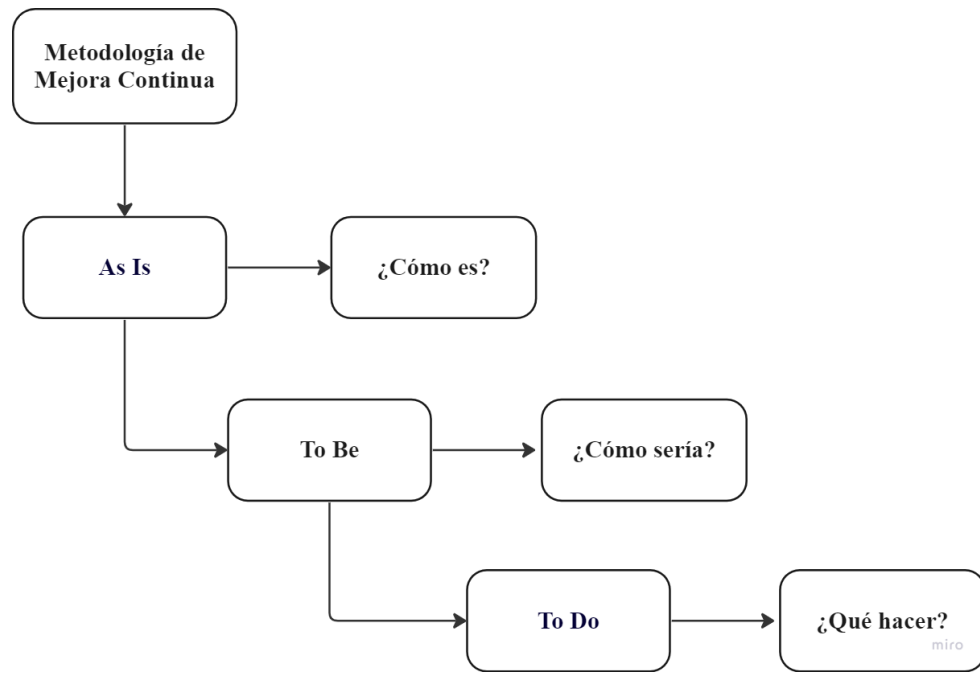 Metodología de
Mejora Continua
As Is
¿Cómo es?
To Be
¿Cómo sería?
To Do
¿Qué hacer?
miro